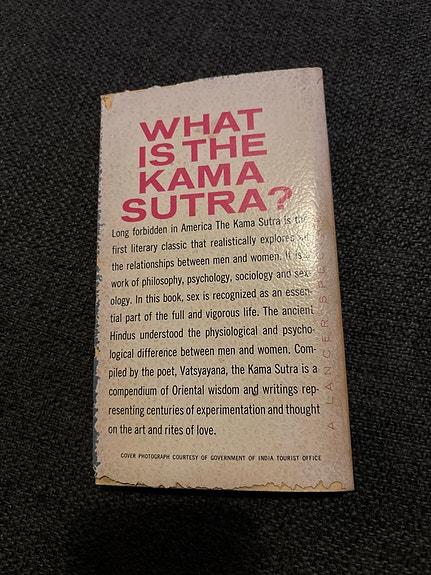 WHAT
IS THE
KAMA
SUTRA?
Long forbidden in America The Kama Sutra is the
first literary classic that realistically explores
the relationships between men and women. It is
work of philosophy, psychology, sociology and sex-
ology. In this book, sex is recognized as an essen-
tial part of the full and vigorous life. The ancient
Hindus understood the physiological and psycho-
logical difference between men and women. Com-
piled by the poet, Vatsyayana, the Kama Sutra is a
compendium of Oriental wisdom and writings rep-
resenting centuries of experimentation and thought
on the art and rites of love.
COVER PHOTOGRAPH COURTESY OF GOVERNMENT OF INDIA TOURIST OFFICE
A LANCER